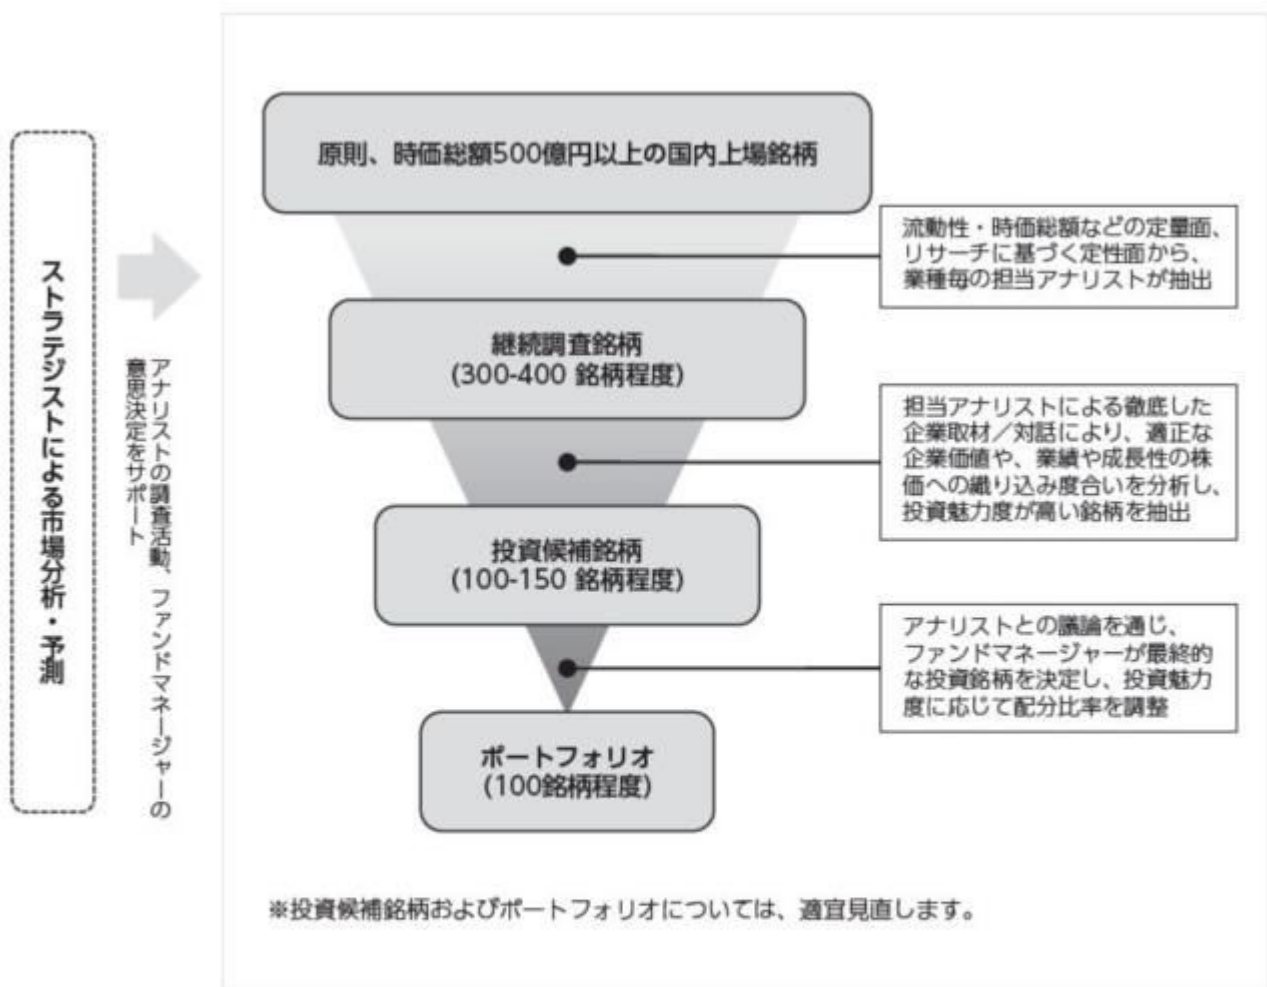 ストラテジストによる市場分析・予測
アナリストの調査活動、ファンドマネージャーの
意思決定をサポート
原則、時価総額500億円以上の国内上場銘柄
流動性・時価総額などの定量面、
リサーチに基づく定性面から、
業種毎の担当アナリストが抽出
継続調査銘柄
(300-400 銘柄程度)
担当アナリストによる徹底した
企業取材／対話により、適正な
企業価値や、業績や成長性の株
価への織り込み度合いを分析し、
投資魅力度が高い銘柄を抽出
投資候補銘柄
(100-150 銘柄程度)
アナリストとの議論を通じ、
ファンドマネージャーが最終的
な投資銘柄を決定し、投資魅力
度に応じて配分比率を調整
ポートフォリオ
(100銘柄程度)
※投資候補銘柄およびポートフォリオについては、適宜見直します。